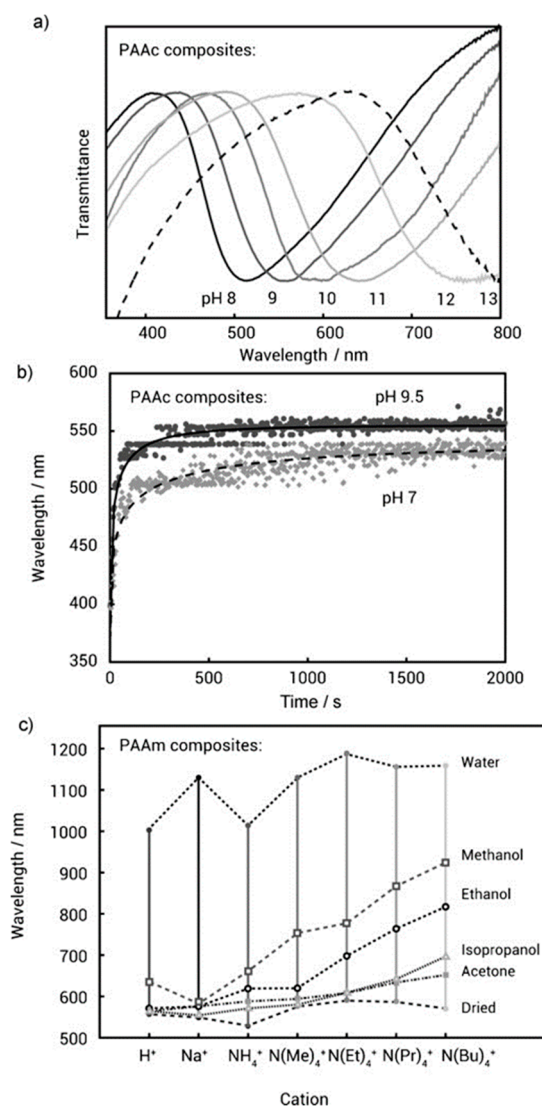 a)
PAAc composites:
Transmittance
pH 8 9 10 11 12 13
400 500 600 700 800
Wavelength / nm
b)
PAAc composites:
pH 9.5
pH 7
600
550
500
450
400
350
Wavelength / nm
0 500 1000 1500 2000
Time / s
c)
PAAm composites:
1200
1100
1000
900
800
700
600
500
Wavelength / nm
Water
Methanol
Ethanol
Isopropanol
Acetone
Dried
H⁺ Na⁺ NH₄⁺ N(Me)₄⁺ N(Et)₄⁺ N(Pr)₄⁺ N(Bu)₄⁺
Cation